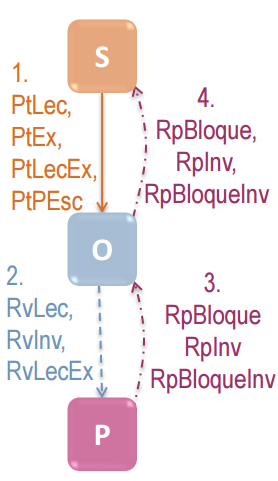 S
1.
PtLec,
PtEx,
PtLecEx,
PtPEsc
4.
RpBloque,
RpInv,
RpBloqueInv
O
2.
RvLec,
RvInv,
RvLecEx
3.
RpBloque
RpInv
RpBloqueInv
P